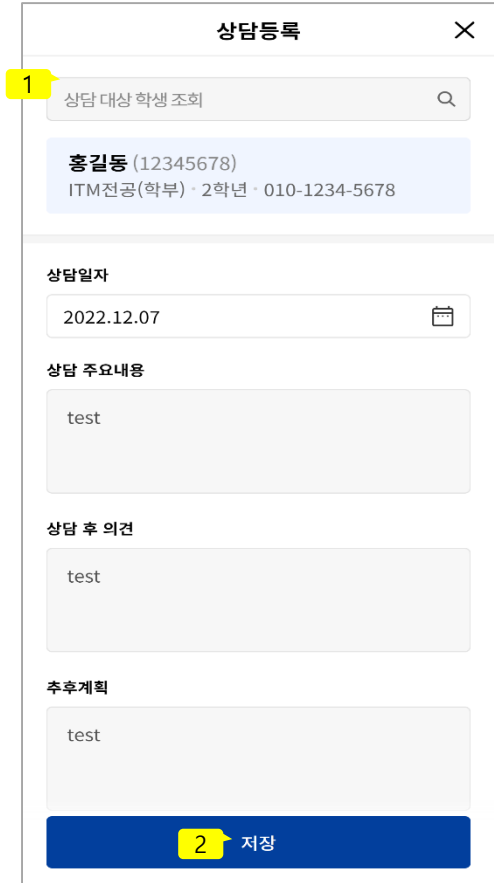 상담등록
1
상담 대상 학생 조회
홍길동 (12345678)
ITM전공(학부) · 2학년 · 010-1234-5678
상담일자
2022.12.07
상담 주요내용
test
상담 후 의견
test
추후계획
test
2 저장